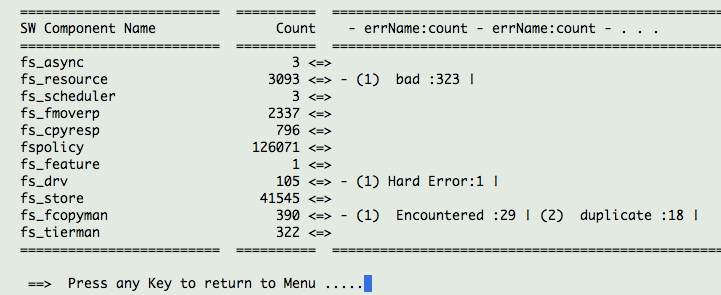 ========================= ========== =================================================
SW Component Name Count - errName:count - errName:count - . . .
========================= ========== =================================================
fs_async 3 <=>
fs_resource 3093 <=> - (1) bad :323 |
fs_scheduler 3 <=>
fs_fmoverp 2337 <=>
fs_cpyresp 796 <=>
fspolicy 126071 <=>
fs_feature 1 <=>
fs_drv 105 <=> - (1) Hard Error:1 |
fs_store 41545 <=>
fs_fcopyman 390 <=> - (1) Encountered :29 | (2) duplicate :18 |
fs_tierman 322 <=>
========================= ========== =================================================
==> Press any Key to return to Menu .....